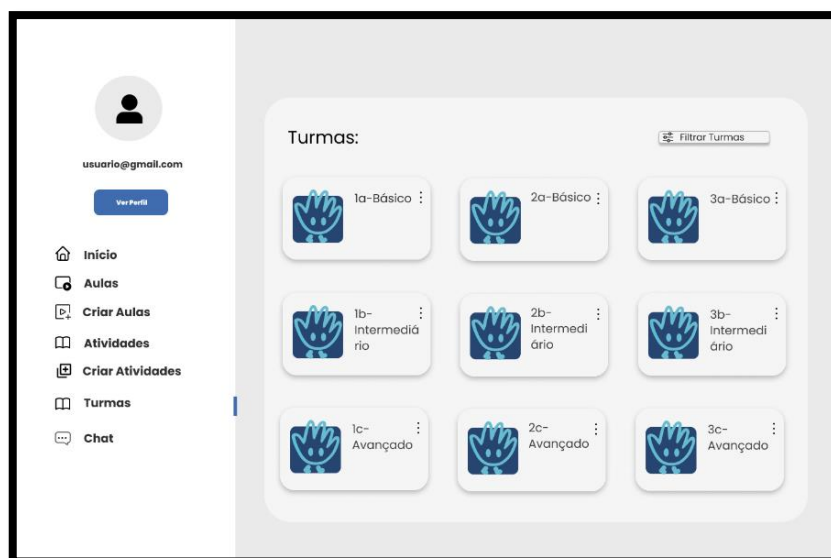 usuario@gmail.com
Ver Perfil
Início
Aulas
Criar Aulas
Atividades
Criar Atividades
Turmas
Chat
Turmas:
Filtrar Turmas
1a-Básico
2a-Básico
3a-Básico
1b-
Intermediá
rio
2b-
Intermedi
ário
3b-
Intermedi
ário
1c-
Avançado
2c-
Avançado
3c-
Avançado